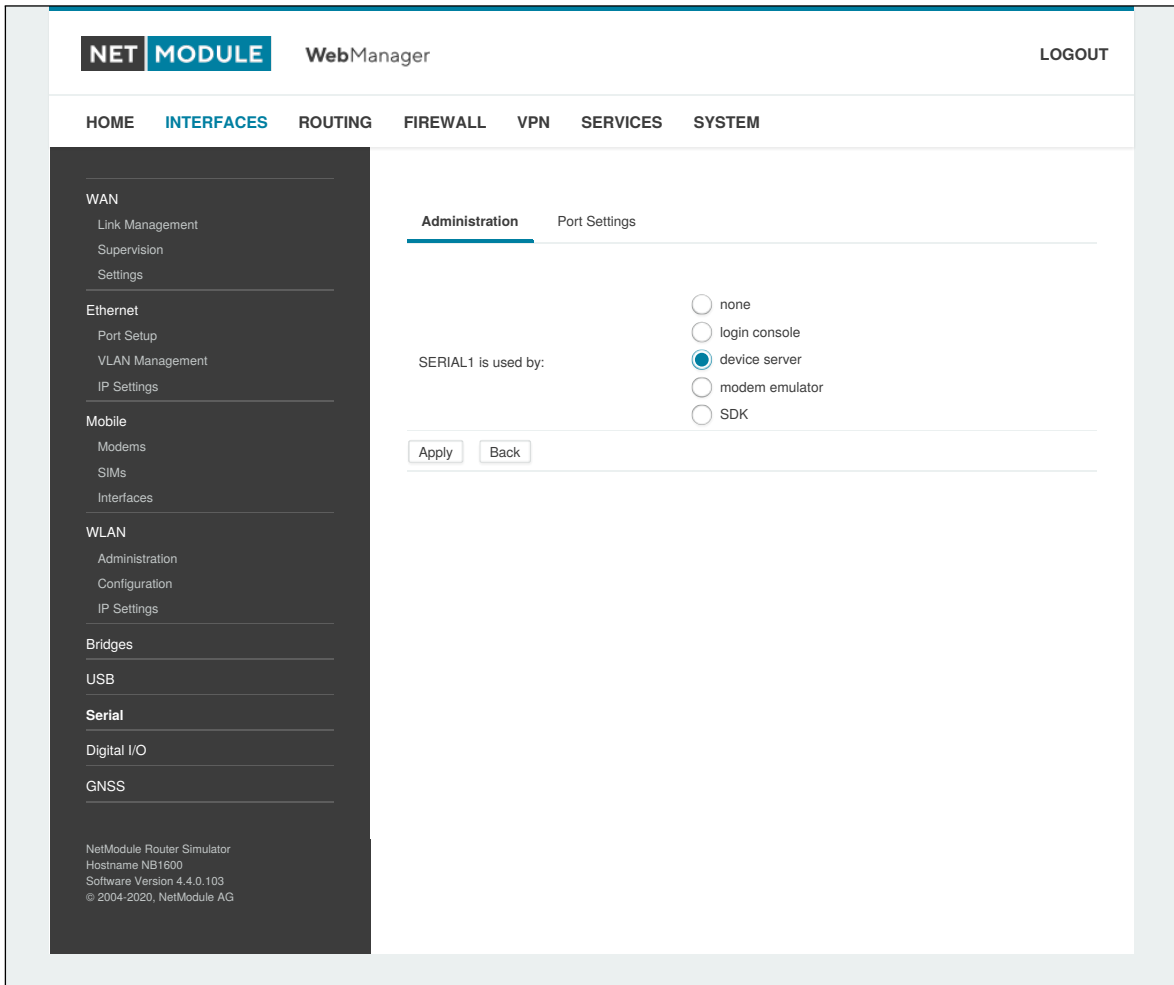 NET MODULE WebManager LOGOUT
HOME INTERFACES ROUTING FIREWALL VPN SERVICES SYSTEM
WAN
Link Management
Supervision
Settings
Ethernet
Port Setup
VLAN Management
IP Settings
Mobile
Modems
SIMs
Interfaces
WLAN
Administration
Configuration
IP Settings
Bridges
USB
Serial
Digital I/O
GNSS
NetModule Router Simulator
Hostname NB1600
Software Version 4.4.0.103
© 2004-2020, NetModule AG
Administration Port Settings
SERIAL1 is used by:
none
login console
device server
modem emulator
SDK
Apply Back